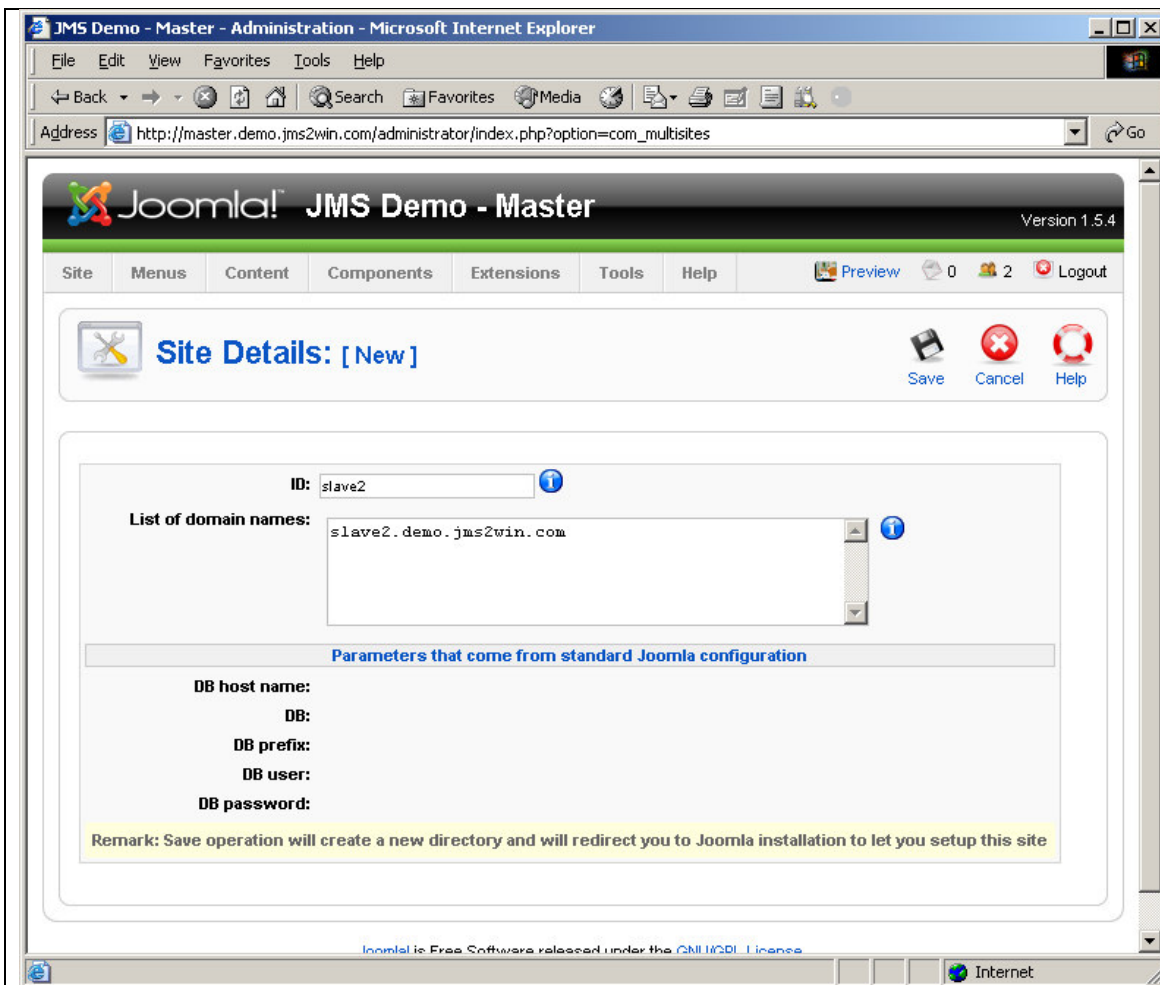 JMS Demo - Master - Administration - Microsoft Internet Explorer
File Edit View Favorites Tools Help
Back Search Favorites Media
Address http://master.demo.jms2win.com/administrator/index.php?option=com_multisites Go
Joomla!™ JMS Demo - Master
Version 1.5.4
Site Menus Content Components Extensions Tools Help Preview 0 2 Logout
Site Details: [ New ]
Save Cancel Help
ID: slave2
List of domain names: slave2.demo.jms2win.com
Parameters that come from standard Joomla configuration
DB host name:
DB:
DB prefix:
DB user:
DB password:
Remark: Save operation will create a new directory and will redirect you to Joomla installation to let you setup this site
Joomla! is Free Software released under the GNU/GPL License
Internet